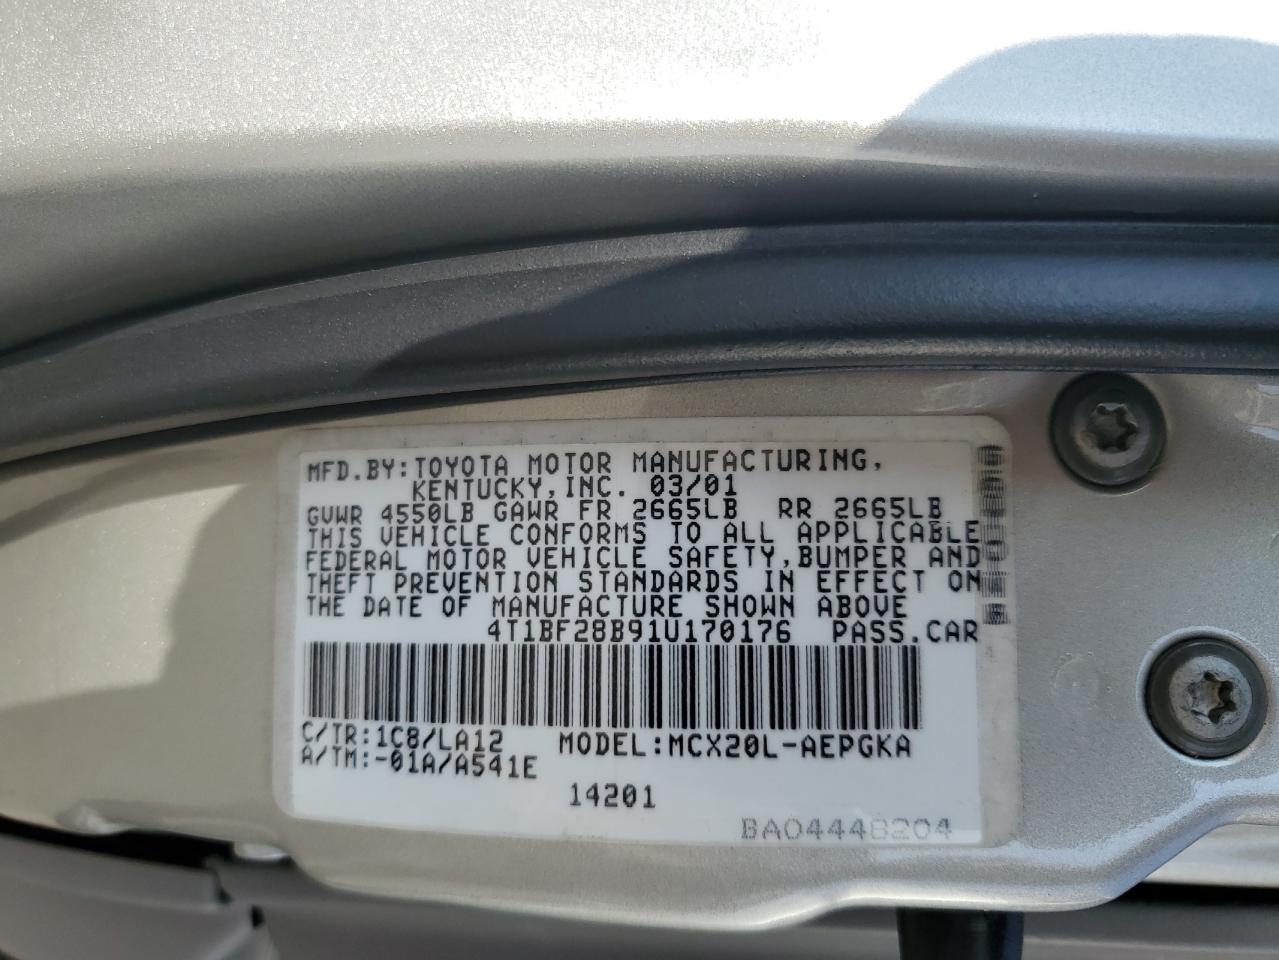 MFD.BY:TOYOTA MOTOR MANUFACTURING,
KENTUCKY,INC. 03/01
GVWR 4550LB GAWR FR 2665LB RR 2665LB
THIS VEHICLE CONFORMS TO ALL APPLICABLE
FEDERAL MOTOR VEHICLE SAFETY,BUMPER AND
THEFT PREVENTION STANDARDS IN EFFECT ON
THE DATE OF MANUFACTURE SHOWN ABOVE
4T1BF28B91U170176 PASS.CAR
C/TR:1C8/LA12 MODEL:MCX20L-AEPGKA
A/TM:-01A/A541E
14201
BA04448204